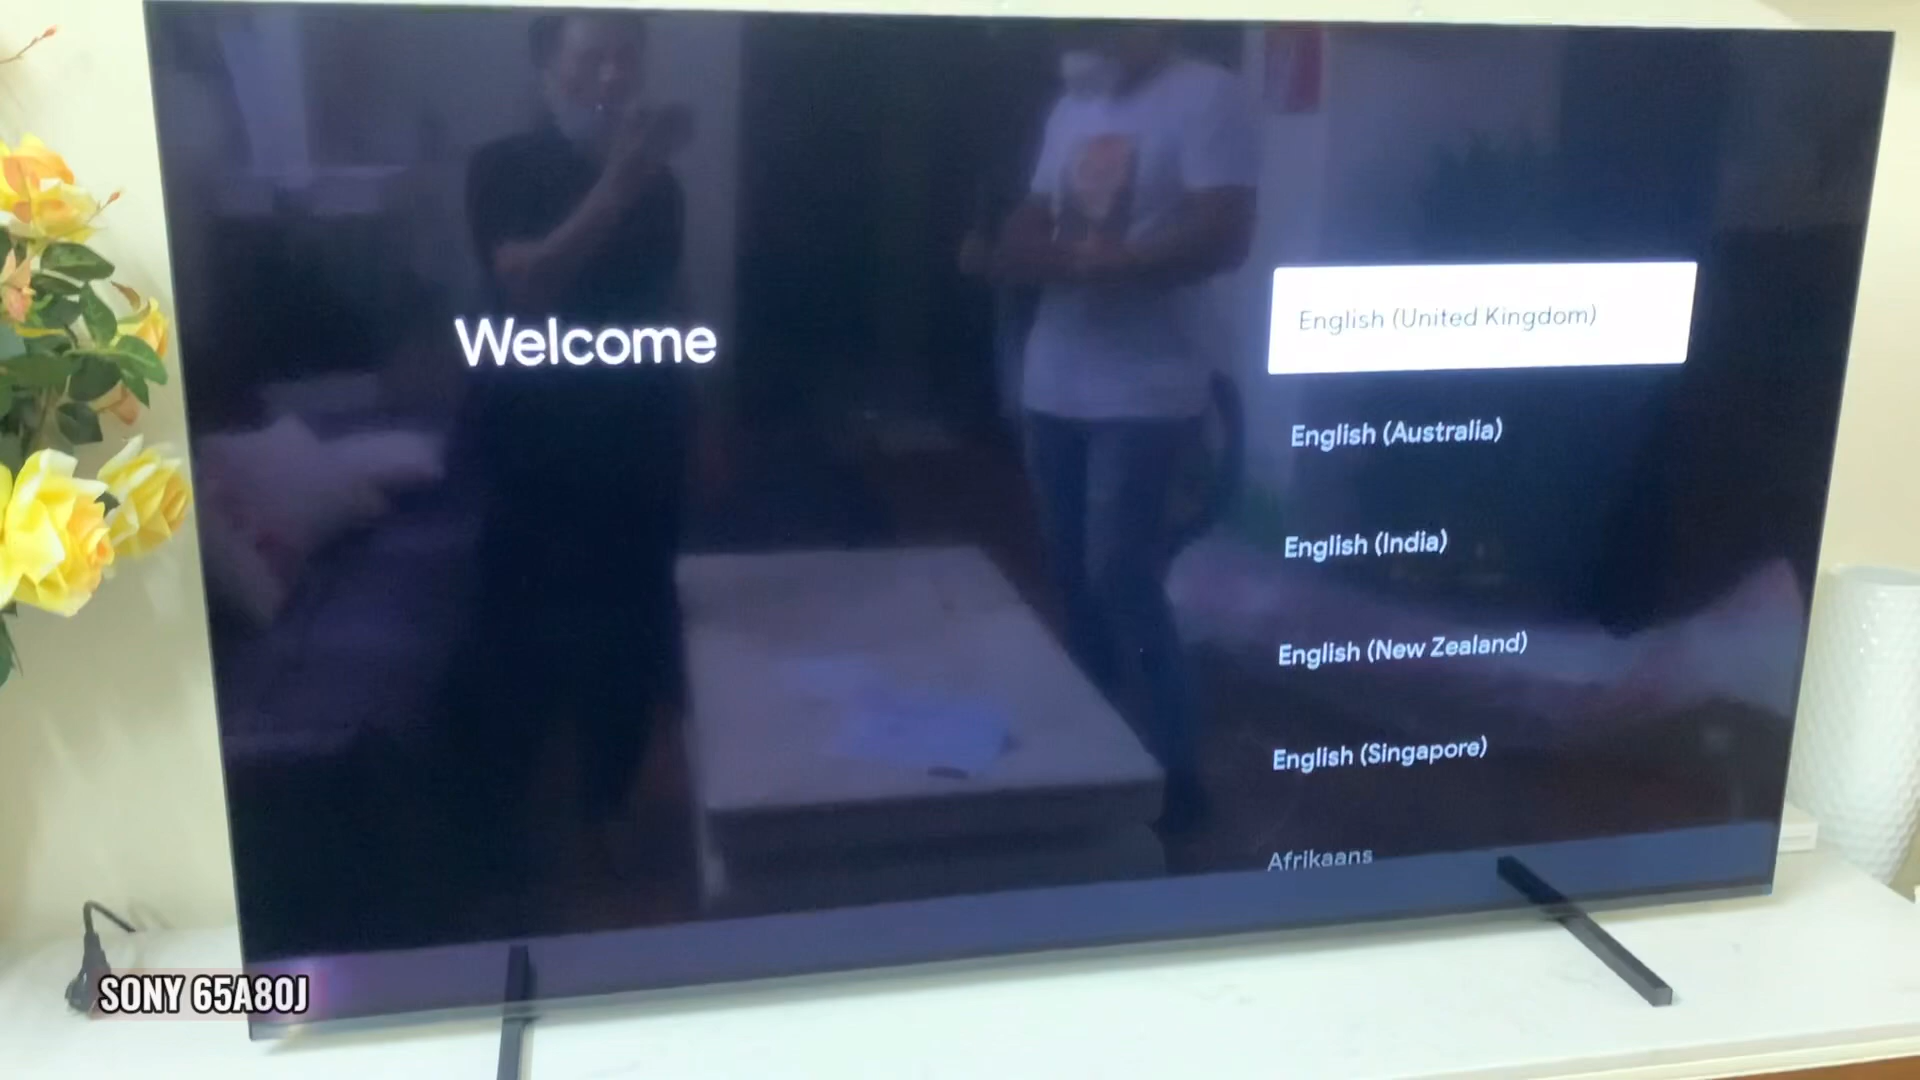 Welcome
English (United Kingdom)
English (Australia)
English (India)
English (New Zealand)
English (Singapore)
Afrikaans
SONY 65A80J